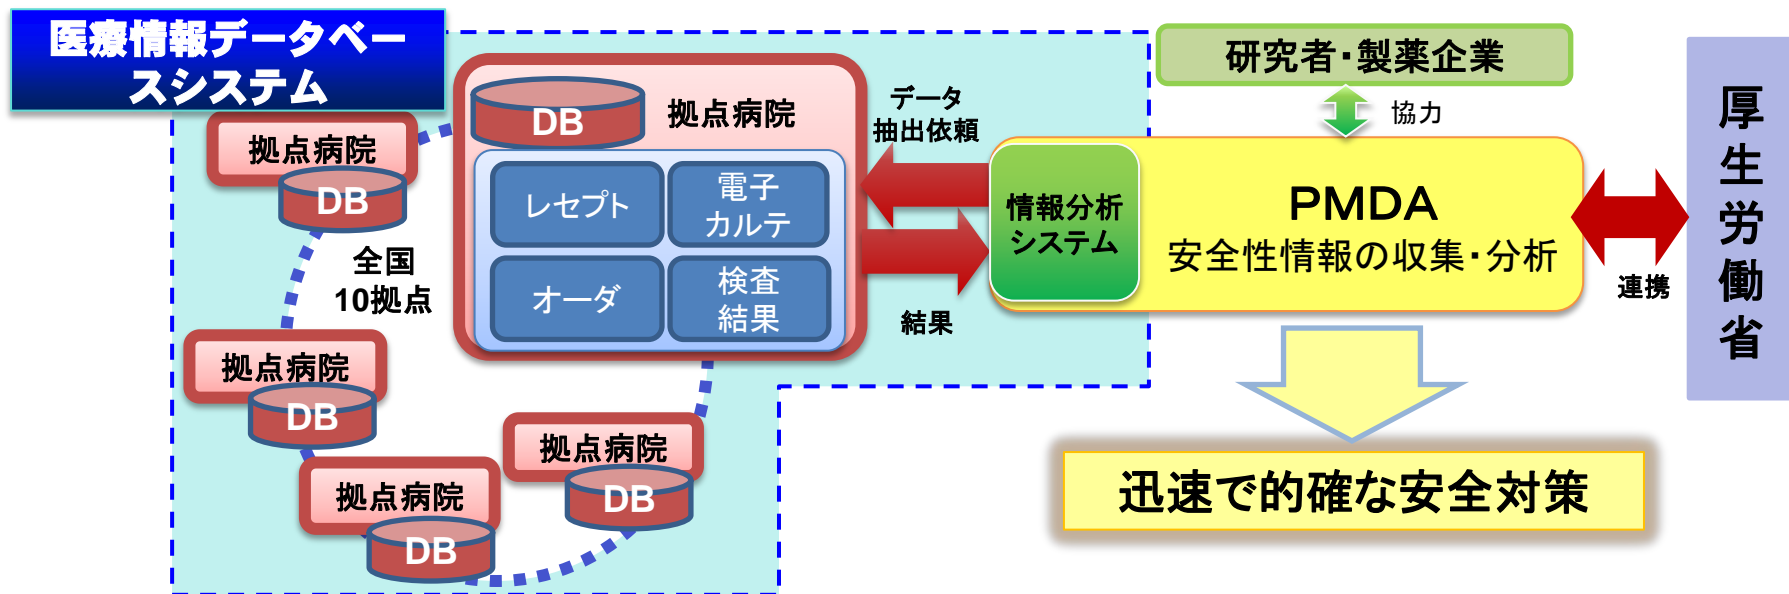 医療情報データベー
スシステム
拠点病院
DB
全国
10拠点
拠点病院
DB
拠点病院
DB
拠点病院
DB
DB
拠点病院
レセプト
電子
カルテ
オーダ
検査
結果
データ
抽出依頼
結果
情報分析
システム
研究者・製薬企業
協力
PMDA
安全性情報の収集・分析
連携
厚生労働省
迅速で的確な安全対策